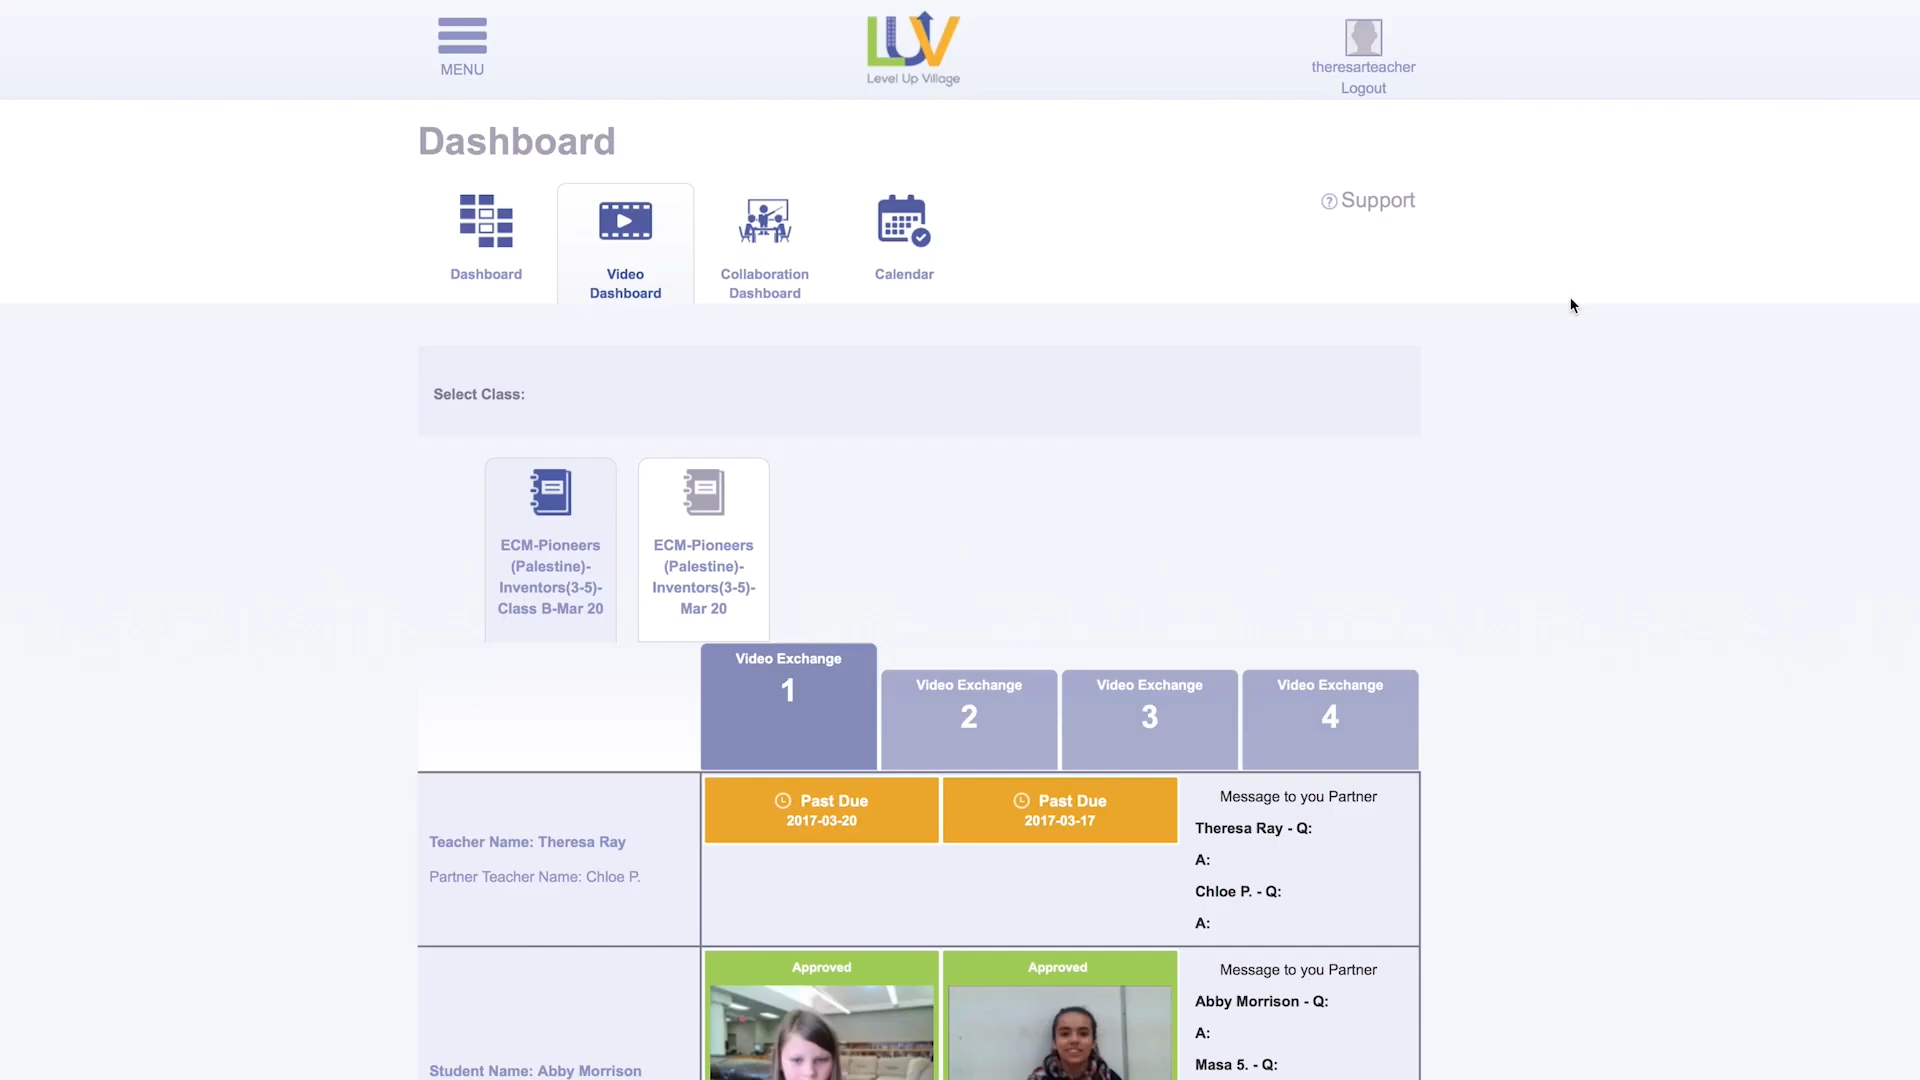 MENU
LUV
Level Up Village
theresarteacher
Logout
Dashboard
Support
Dashboard
Video
Dashboard
Collaboration
Dashboard
Calendar
Select Class:
ECM-Pioneers
(Palestine)-
Inventors(3-5)-
Class B-Mar 20
ECM-Pioneers
(Palestine)-
Inventors(3-5)-
Mar 20
Video Exchange
1
Video Exchange
2
Video Exchange
3
Video Exchange
4
Teacher Name: Theresa Ray
Partner Teacher Name: Chloe P.
Past Due
2017-03-20
Past Due
2017-03-17
Message to you Partner
Theresa Ray - Q:
A:
Chloe P. - Q:
A:
Student Name: Abby Morrison
Approved
Approved
Message to you Partner
Abby Morrison - Q:
A:
Masa 5. - Q: